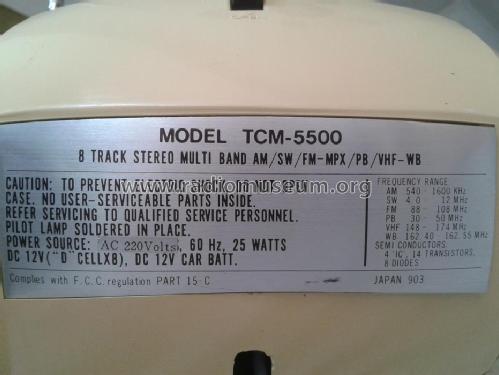 MODEL TCM-5500
8 TRACK STEREO MULTI BAND AM/SW/FM-MPX/PB/VHF-WB
CAUTION: TO PREVENT ELECTRIC SHOCK DO NOT OPEN
CASE. NO USER-SERVICEABLE PARTS INSIDE.
REFER SERVICING TO QUALIFIED SERVICE PERSONNEL.
PILOT LAMP SOLDERED IN PLACE.
POWER SOURCE: AC 220Volts, 60 Hz, 25 WATTS
DC 12V("D" CELLX8), DC 12V CAR BATT.
Complies with F.C.C. regulation PART 15-C
FREQUENCY RANGE
AM 540 - 1600 KHz
SW 4.0 - 12 MHz
FM 88 - 108 MHz
PB 30 - 50 MHz
VHF 148 - 174 MHz
WB 162.40 - 162.55 MHz
SEMI CONDUCTORS.
4 IC, 14 TRANSISTORS,
8 DIODES
JAPAN 903
www.radiomuseum.org